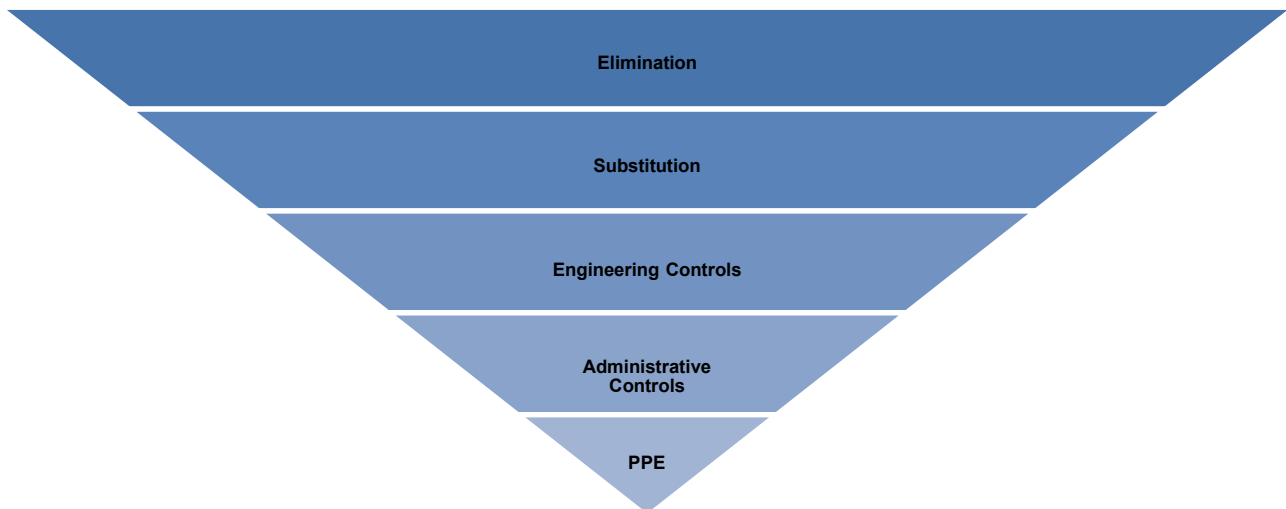 Elimination
Substitution
Engineering Controls
Administrative
Controls
PPE